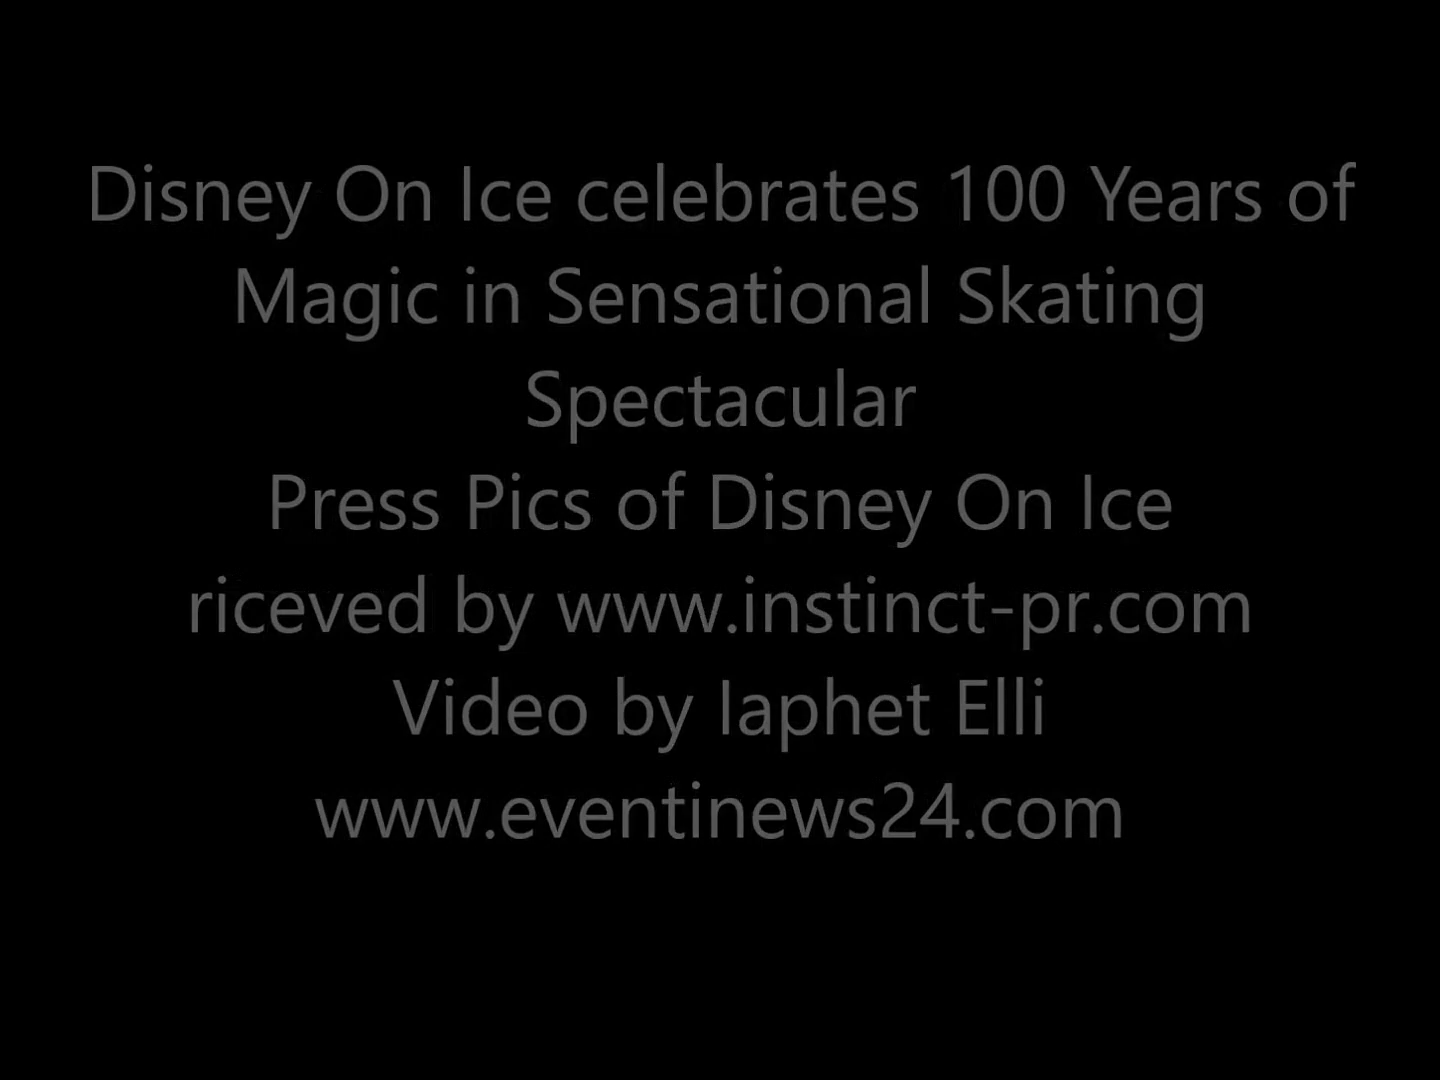 Disney On Ice celebrates 100 Years of
Magic in Sensational Skating
Spectacular
Press Pics of Disney On Ice
riceved by www.instinct-pr.com
Video by Iaphet Elli
www.eventinews24.com